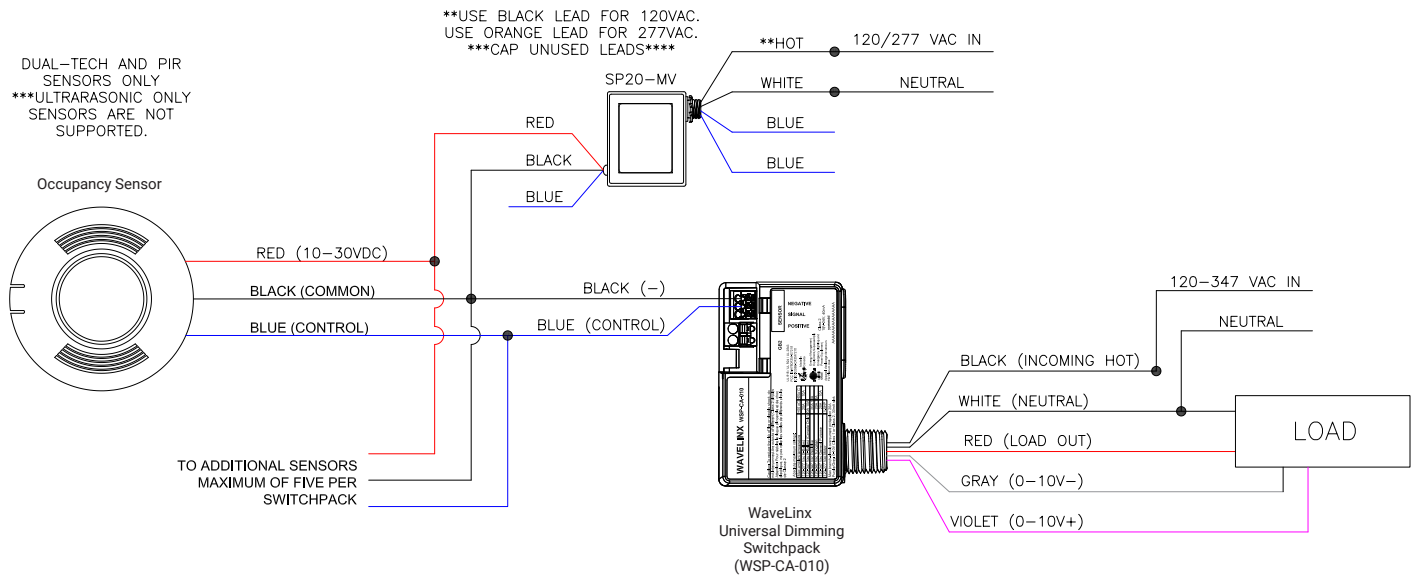 **USE BLACK LEAD FOR 120VAC.
USE ORANGE LEAD FOR 277VAC.
***CAP UNUSED LEADS****
DUAL-TECH AND PIR
SENSORS ONLY
***ULTRARASONIC ONLY
SENSORS ARE NOT
SUPPORTED.
SP20-MV
**HOT
120/277 VAC IN
WHITE
NEUTRAL
BLUE
BLUE
RED
BLACK
BLUE
Occupancy Sensor
RED (10-30VDC)
BLACK (COMMON)
BLUE (CONTROL)
BLACK (-)
BLUE (CONTROL)
SENSOR
NEGATIVE
SIGNAL
POSITIVE
WAVELINX WSP-CA-010
120-347 VAC IN
NEUTRAL
BLACK (INCOMING HOT)
WHITE (NEUTRAL)
RED (LOAD OUT)
GRAY (0-10V-)
VIOLET (0-10V+)
LOAD
TO ADDITIONAL SENSORS
MAXIMUM OF FIVE PER
SWITCHPACK
WaveLinx
Universal Dimming
Switchpack
(WSP-CA-010)